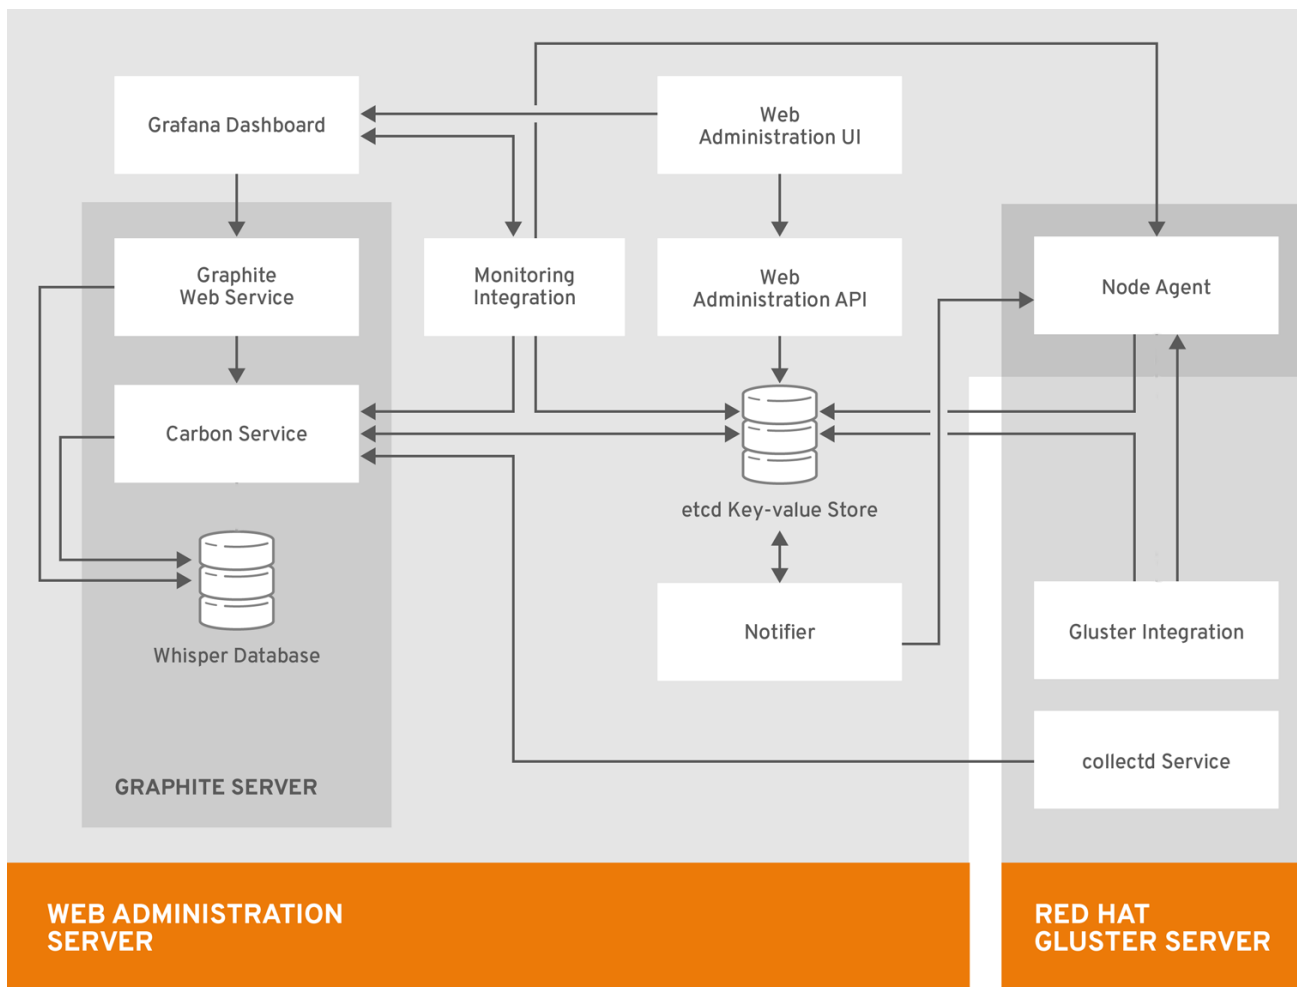 Grafana Dashboard
Web
Administration UI
Graphite
Web Service
Monitoring
Integration
Web
Administration API
Node Agent
Carbon Service
etcd Key-value Store
Notifier
Gluster Integration
Whisper Database
collectd Service
GRAPHITE SERVER
WEB ADMINISTRATION
SERVER
RED HAT
GLUSTER SERVER